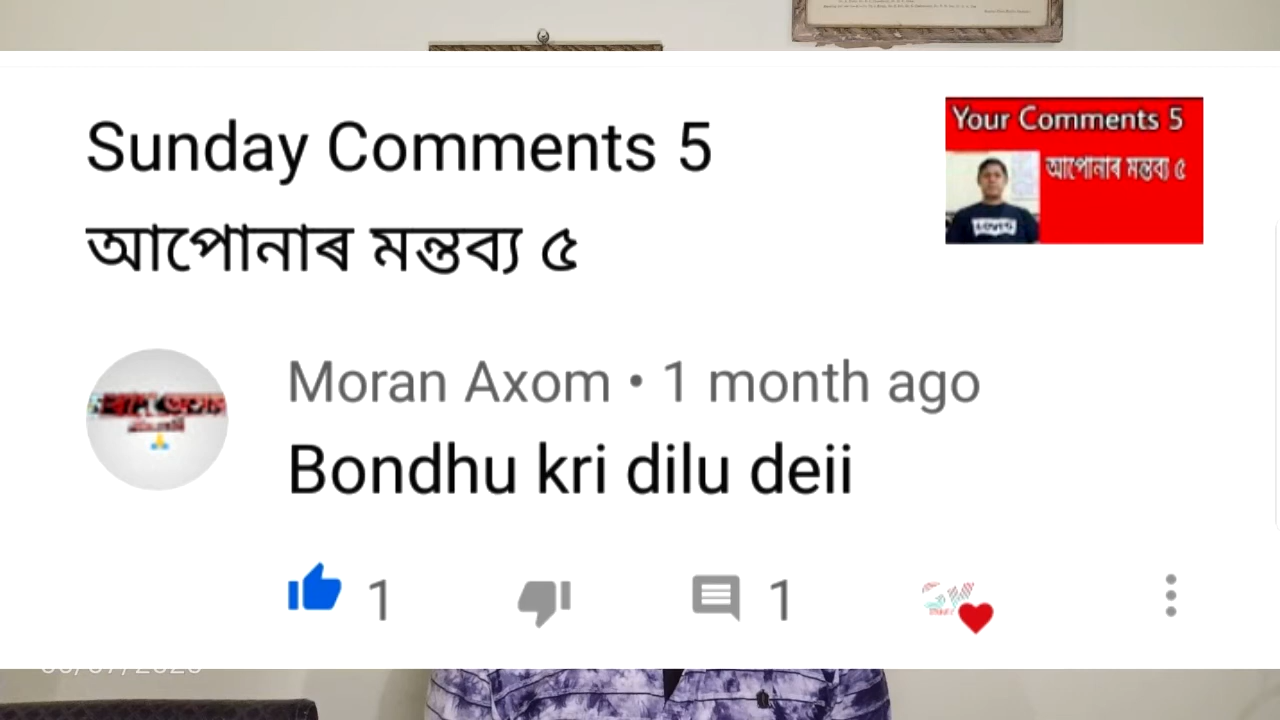 Sunday Comments 5
আপোনাৰ মন্তব্য ৫
Your Comments 5
আপোনাৰ মন্তব্য ৫
Moran Axom • 1 month ago
Bondhu kri dilu deii
1
1